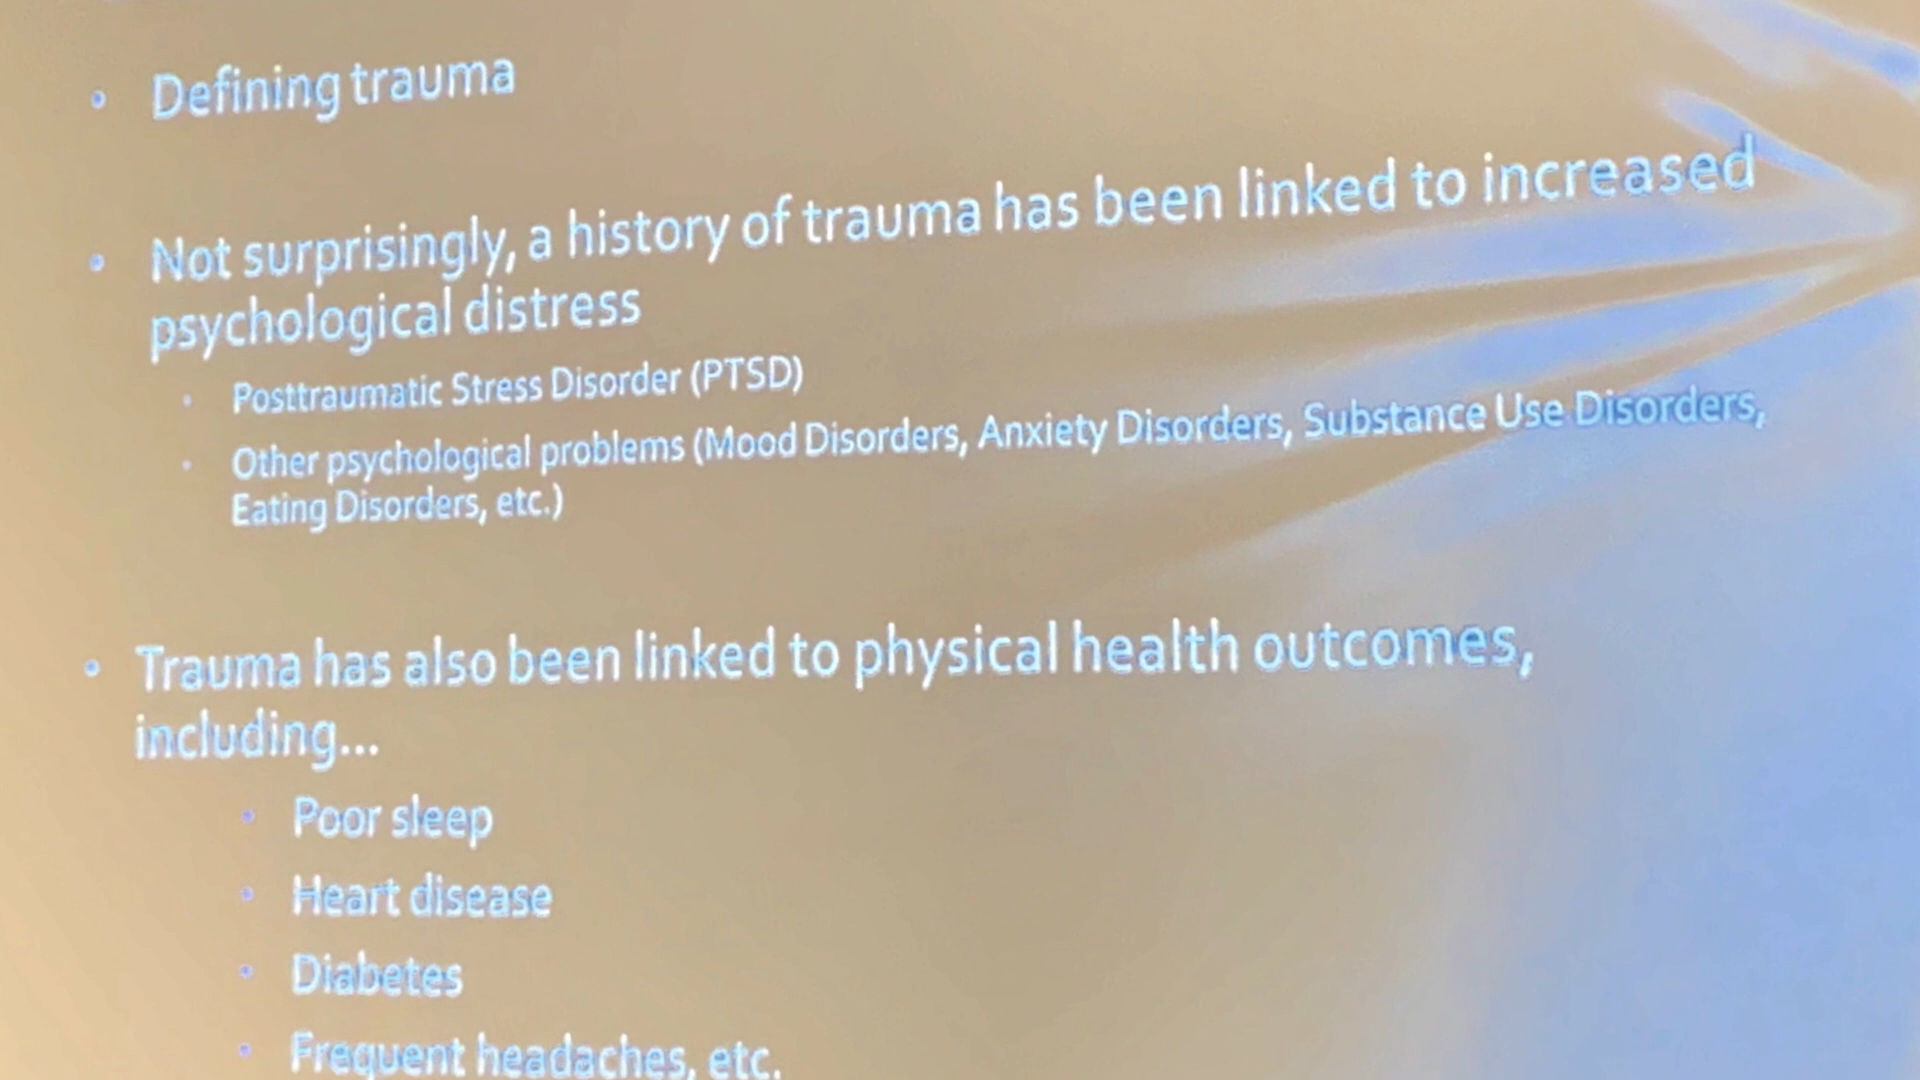 • Defining trauma
• Not surprisingly, a history of trauma has been linked to increased
psychological distress
• Posttraumatic Stress Disorder (PTSD)
• Other psychological problems (Mood Disorders, Anxiety Disorders, Substance Use Disorders,
Eating Disorders, etc.)
• Trauma has also been linked to physical health outcomes,
including...
• Poor sleep
• Heart disease
• Diabetes
• Frequent headaches, etc.